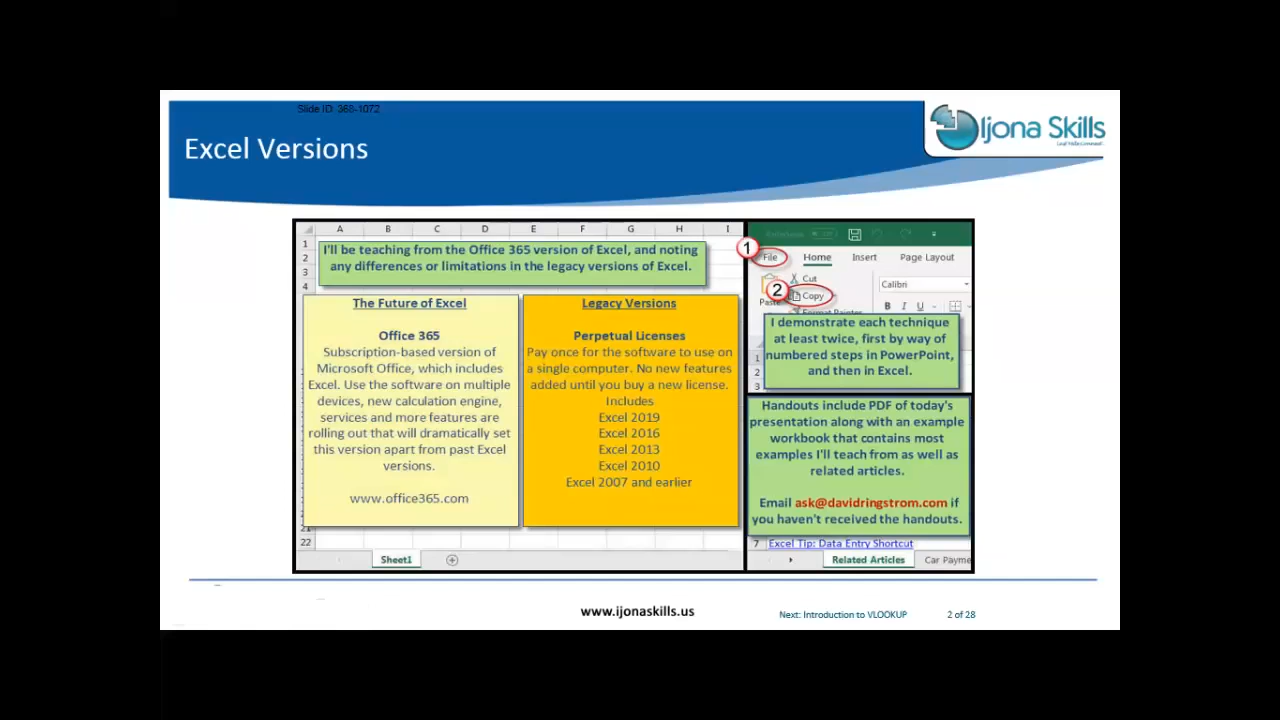 Slide ID: 368-1072
Excel Versions
Ijona Skills
A B C D E F G H I
1
2
3
4
I'll be teaching from the Office 365 version of Excel, and noting
any differences or limitations in the legacy versions of Excel.
The Future of Excel
Office 365
Subscription-based version of
Microsoft Office, which includes
Excel. Use the software on multiple
devices, new calculation engine,
services and more features are
rolling out that will dramatically set
this version apart from past Excel
versions.
www.office365.com
Legacy Versions
Perpetual Licenses
Pay once for the software to use on
a single computer. No new features
added until you buy a new license.
Includes
Excel 2019
Excel 2016
Excel 2013
Excel 2010
Excel 2007 and earlier
21
22
Sheet1
1
File Home Insert Page Layout
Cut
2
Copy
Paste
Format Painter
Calibri
B I U
I demonstrate each technique
at least twice, first by way of
numbered steps in PowerPoint,
and then in Excel.
1
2
3
Handouts include PDF of today's
presentation along with an example
workbook that contains most
examples I'll teach from as well as
related articles.
Email ask@davidringstrom.com if
you haven't received the handouts.
7 Excel Tip: Data Entry Shortcut
Related Articles Car Payme
www.ijonaskills.us
Next: Introduction to VLOOKUP
2 of 28